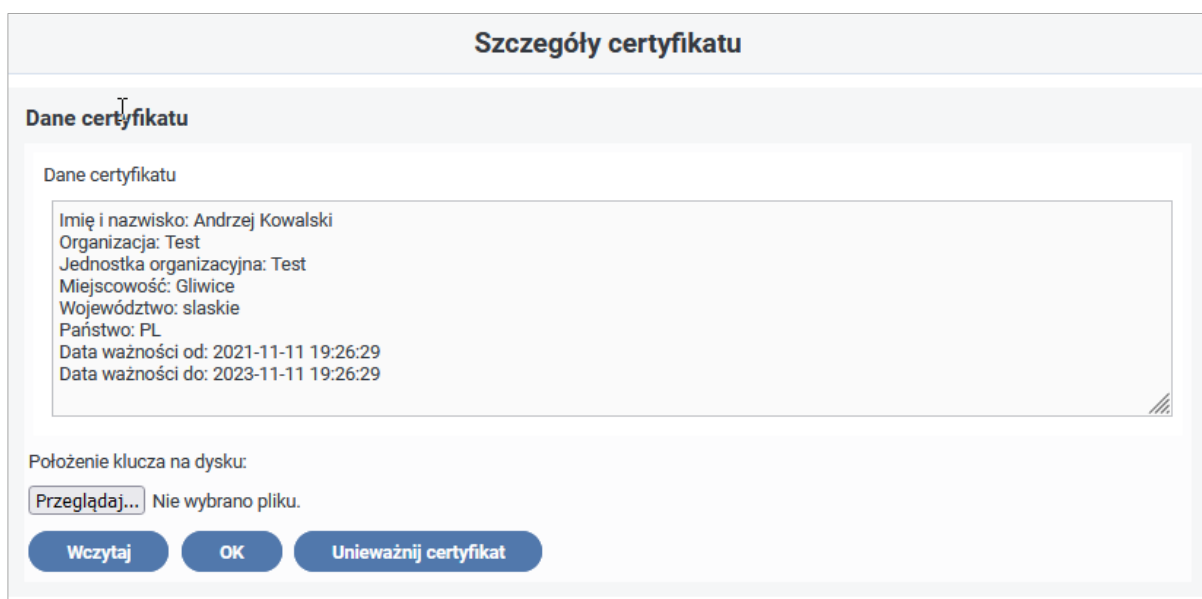 Szczegóły certyfikatu
Dane certyfikatu
Dane certyfikatu
Imię i nazwisko: Andrzej Kowalski
Organizacja: Test
Jednostka organizacyjna: Test
Miejscowość: Gliwice
Województwo: slaskie
Państwo: PL
Data ważności od: 2021-11-11 19:26:29
Data ważności do: 2023-11-11 19:26:29
Położenie klucza na dysku:
Przeglądaj... Nie wybrano pliku.
Wczytaj OK Unieważnij certyfikat